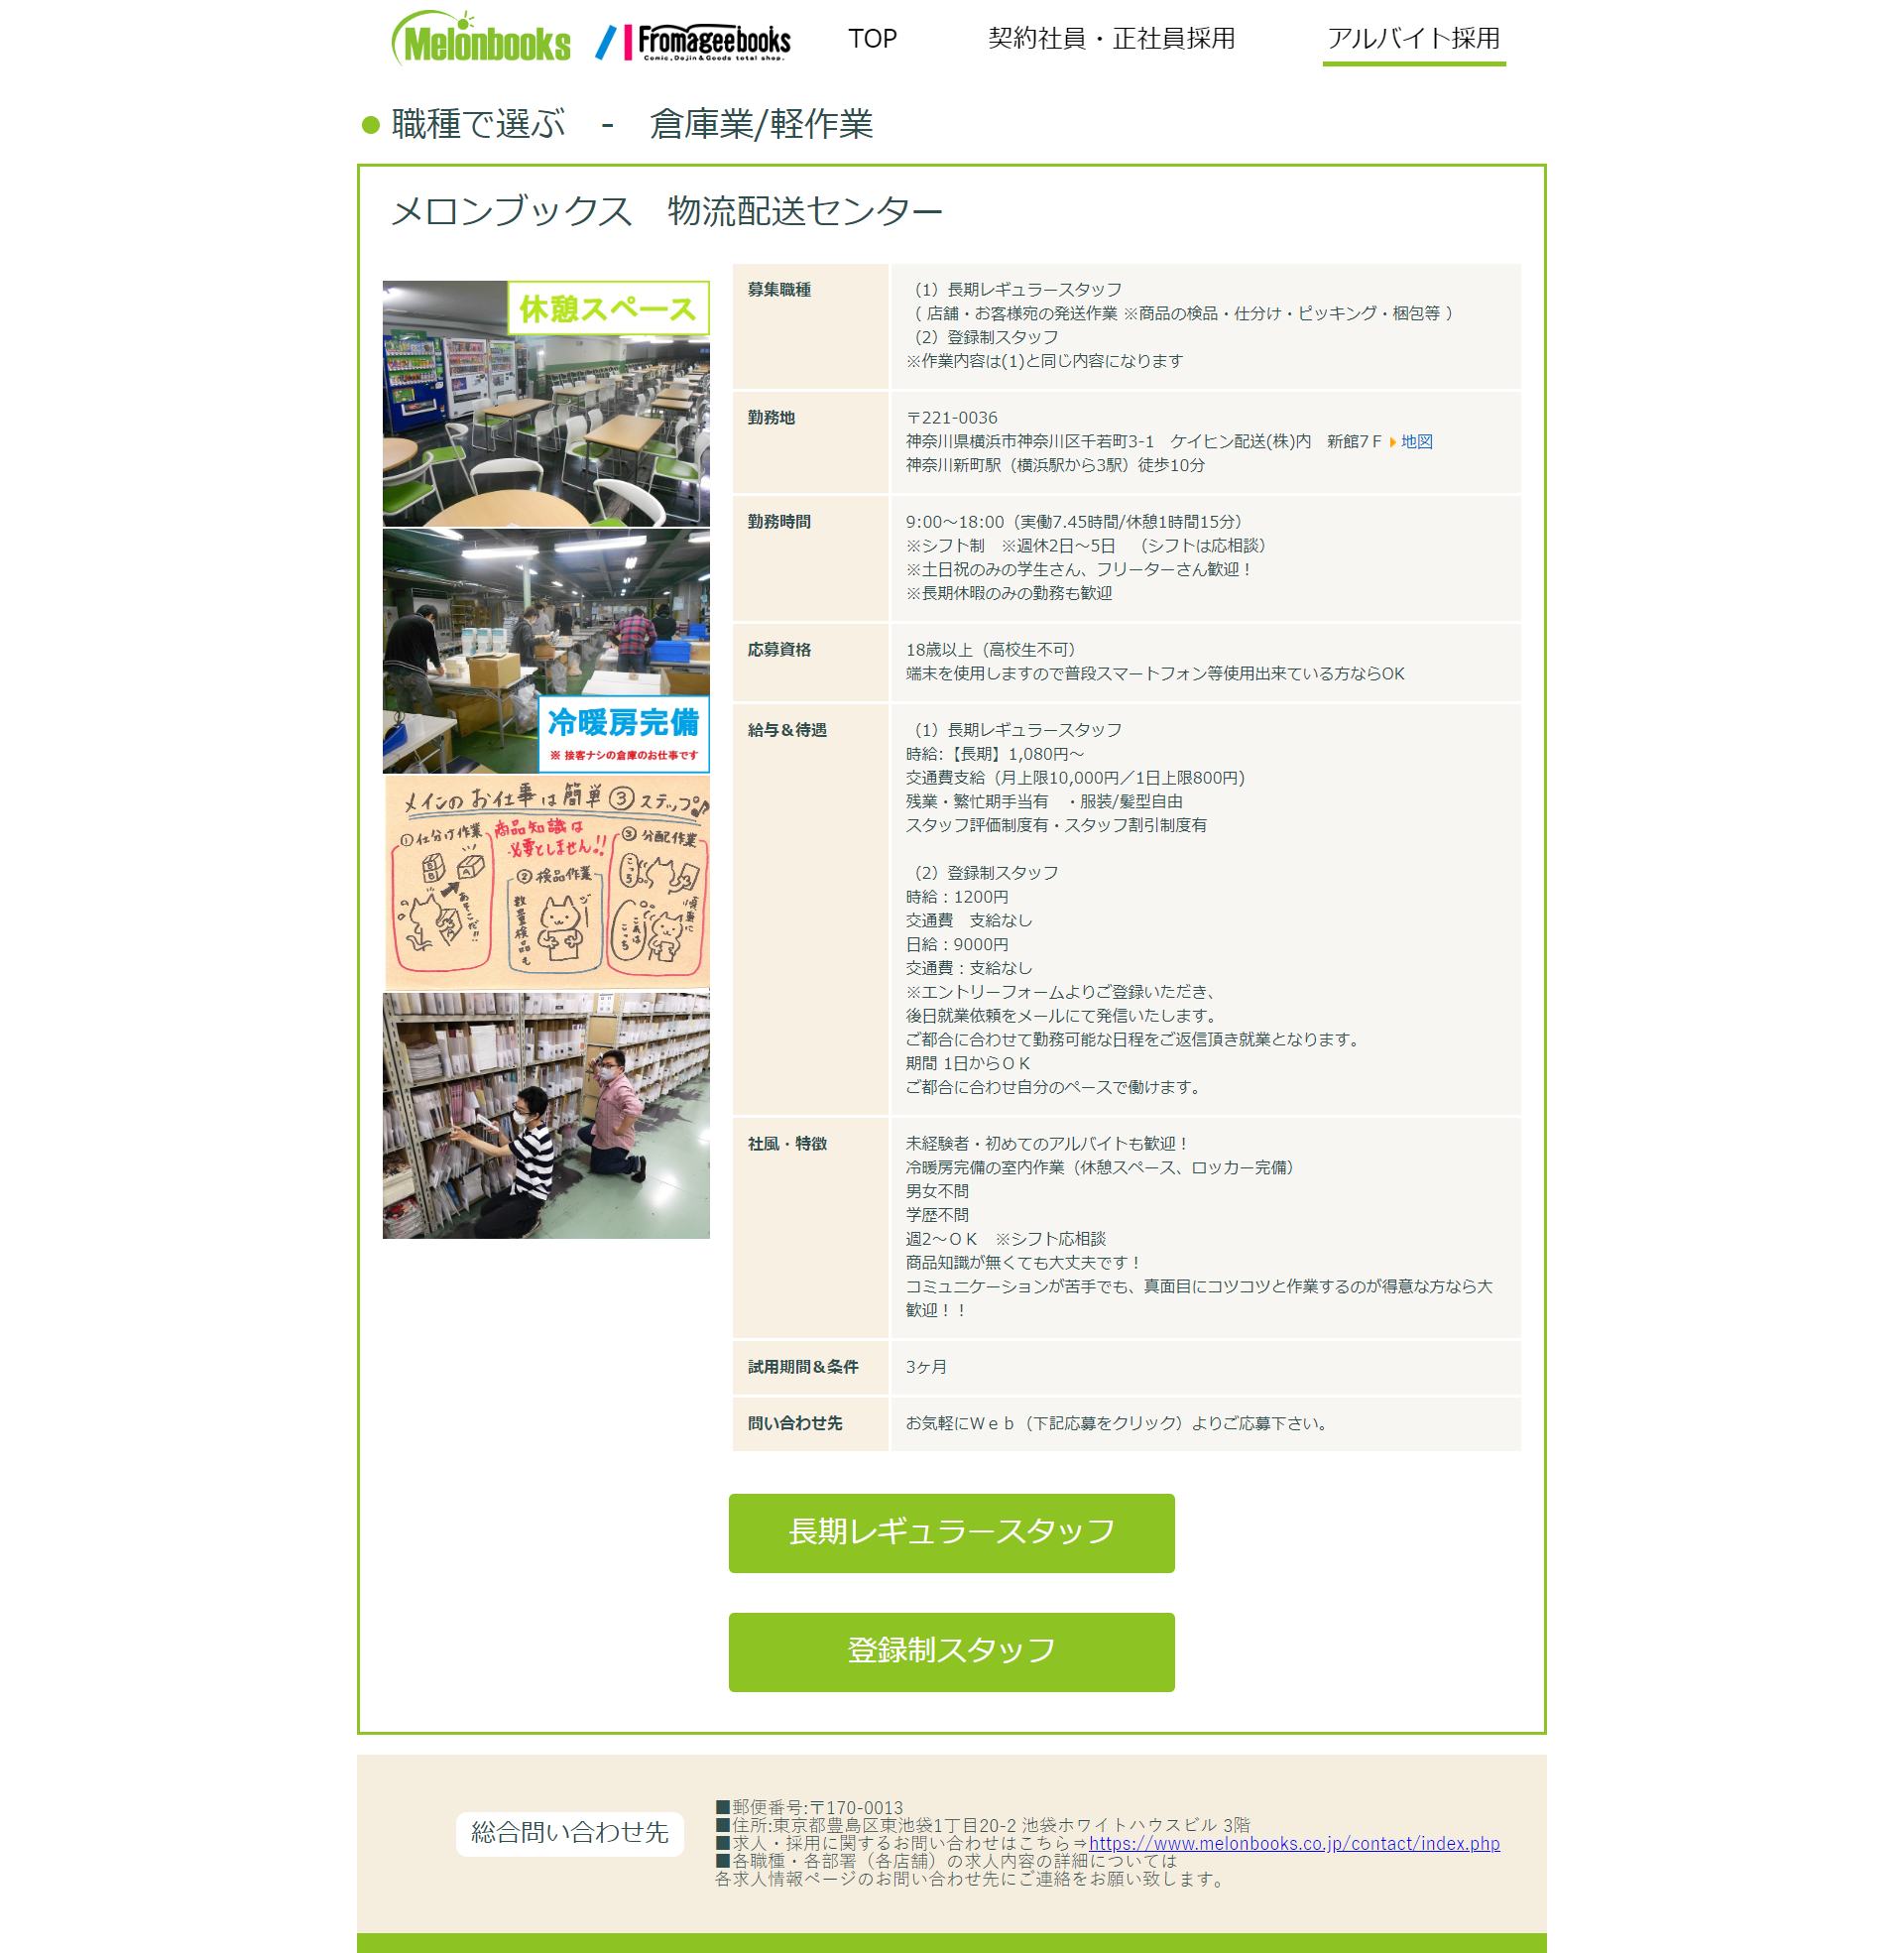 Melonbooks
Fromageebooks
Comic,Dojin&Goods total shop.
TOP
契約社員・正社員採用
アルバイト採用
職種で選ぶ　-　倉庫業/軽作業
メロンブックス　物流配送センター
休憩スペース
冷暖房完備
※ 接客ナシの倉庫のお仕事です
メインのお仕事は簡単③ステップ♪
①仕分け作業
商品知識は
必要としません!!
③分配作業
②検品作業
あそこだ!!
数量検品も
こっち
順番に
これは
こっち
募集職種
（1）長期レギュラースタッフ
（ 店舗・お客様宛の発送作業 ※商品の検品・仕分け・ピッキング・梱包等 ）
（2）登録制スタッフ
※作業内容は(1)と同じ内容になります
勤務地
〒221-0036
神奈川県横浜市神奈川区千若町3-1　ケイヒン配送(株)内　新館7Ｆ 地図
神奈川新町駅（横浜駅から3駅）徒歩10分
勤務時間
9:00～18:00（実働7.45時間/休憩1時間15分）
※シフト制　※週休2日～5日　（シフトは応相談）
※土日祝のみの学生さん、フリーターさん歓迎！
※長期休暇のみの勤務も歓迎
応募資格
18歳以上（高校生不可）
端末を使用しますので普段スマートフォン等使用出来ている方ならOK
給与＆待遇
（1）長期レギュラースタッフ
時給:【長期】1,080円～
交通費支給（月上限10,000円／1日上限800円)
残業・繁忙期手当有　・服装/髪型自由
スタッフ評価制度有・スタッフ割引制度有
（2）登録制スタッフ
時給：1200円
交通費　支給なし
日給：9000円
交通費：支給なし
※エントリーフォームよりご登録いただき、
後日就業依頼をメールにて発信いたします。
ご都合に合わせて勤務可能な日程をご返信頂き就業となります。
期間 1日からＯＫ
ご都合に合わせ自分のペースで働けます。
社風・特徴
未経験者・初めてのアルバイトも歓迎！
冷暖房完備の室内作業（休憩スペース、ロッカー完備）
男女不問
学歴不問
週2～ＯＫ　※シフト応相談
商品知識が無くても大丈夫です！
コミュニケーションが苦手でも、真面目にコツコツと作業するのが得意な方なら大
歓迎！！
試用期間＆条件
3ヶ月
問い合わせ先
お気軽にＷｅｂ（下記応募をクリック）よりご応募下さい。
長期レギュラースタッフ
登録制スタッフ
総合問い合わせ先
■郵便番号:〒170-0013
■住所:東京都豊島区東池袋1丁目20-2 池袋ホワイトハウスビル 3階
■求人・採用に関するお問い合わせはこちら⇒https://www.melonbooks.co.jp/contact/index.php
■各職種・各部署（各店舗）の求人内容の詳細については
各求人情報ページのお問い合わせ先にご連絡をお願い致します。